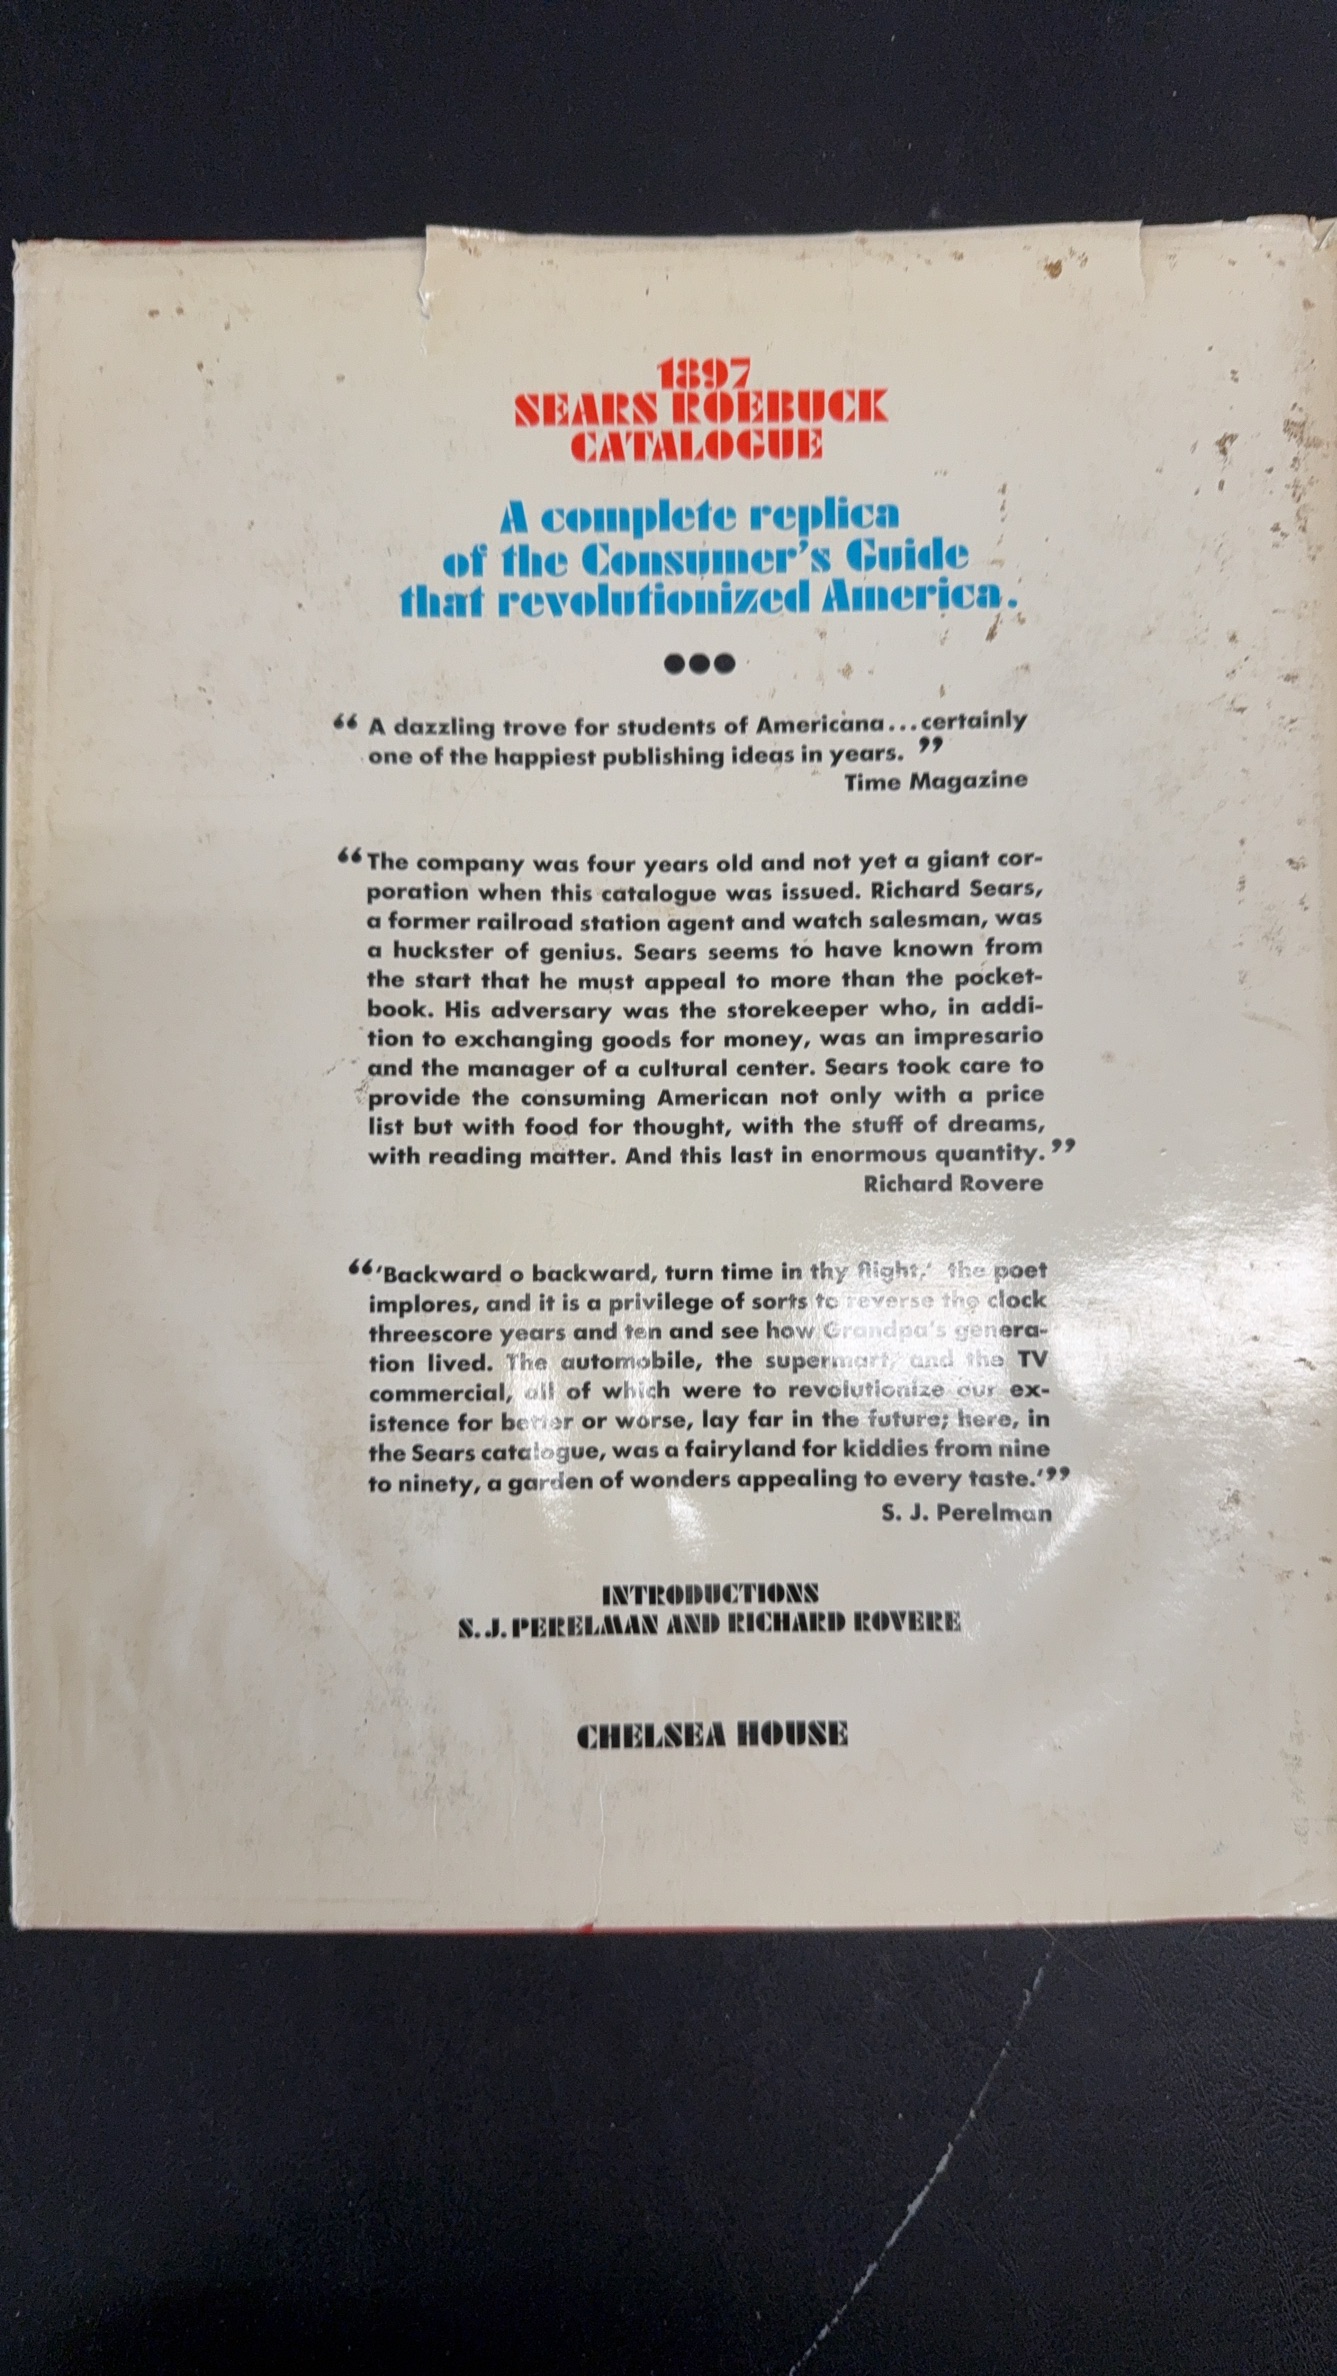 1897
SEARS ROEBUCK
CATALOGUE
A complete replica
of the Consumer's Guide
that revolutionized America.
●●●
“ A dazzling trove for students of Americana...certainly
one of the happiest publishing ideas in years. ”
Time Magazine
“The company was four years old and not yet a giant cor-
poration when this catalogue was issued. Richard Sears,
a former railroad station agent and watch salesman, was
a huckster of genius. Sears seems to have known from
the start that he must appeal to more than the pocket-
book. His adversary was the storekeeper who, in addi-
tion to exchanging goods for money, was an impresario
and the manager of a cultural center. Sears took care to
provide the consuming American not only with a price
list but with food for thought, with the stuff of dreams,
with reading matter. And this last in enormous quantity.”
Richard Rovere
“‘Backward o backward, turn time in thy flight,’ the poet
implores, and it is a privilege of sorts to reverse the clock
threescore years and ten and see how Grandpa's genera-
tion lived. The automobile, the supermart, and the TV
commercial, all of which were to revolutionize our ex-
istence for better or worse, lay far in the future; here, in
the Sears catalogue, was a fairyland for kiddies from nine
to ninety, a garden of wonders appealing to every taste.’”
S. J. Perelman
INTRODUCTIONS
S. J. PERELMAN AND RICHARD ROVERE
CHELSEA HOUSE